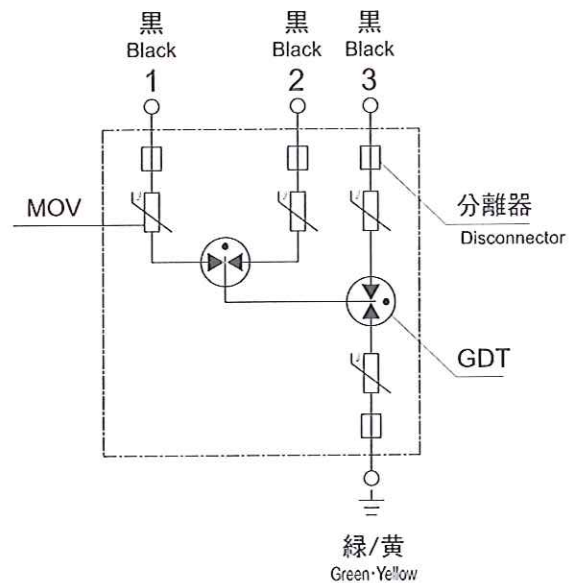 黒 黒 黒
Black Black Black
1 2 3
MOV
分離器
Disconnector
GDT
緑/黄
Green・Yellow